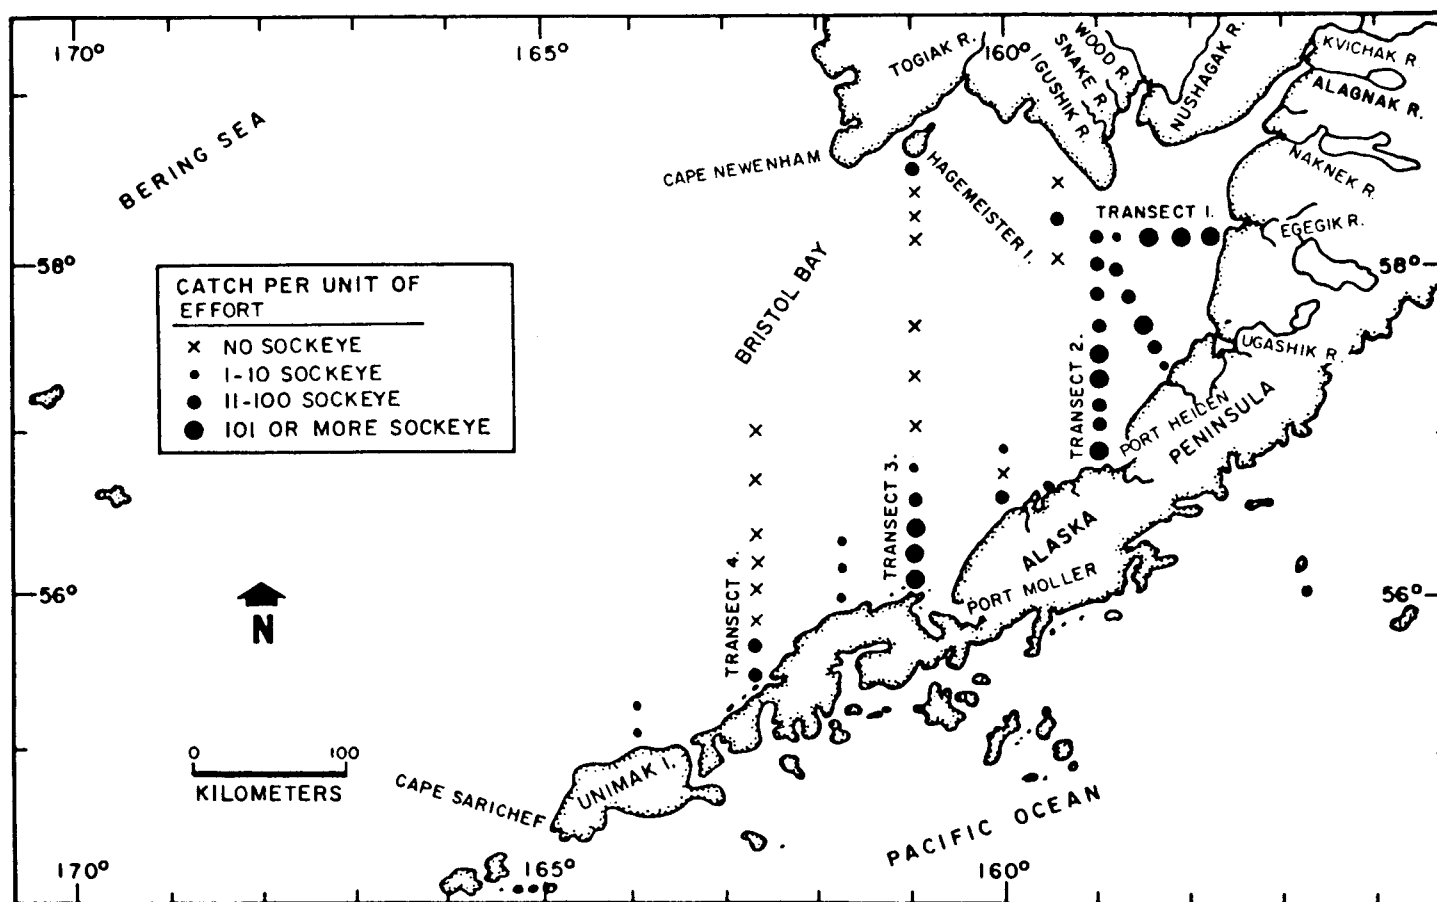 170°
165°
160°
TOGIAK R.
IGUSHIK R.
SNAKE R.
WOOD R.
NUSHAGAK R.
KVICHAK R.
ALAGNAK R.
NAKNEK R.
EGEGIK R.
UGASHIK R.
BERING SEA
CAPE NEWENHAM
HAGEMEISTER I.
TRANSECT 1.
58°
58°
BRISTOL BAY
CATCH PER UNIT OF
EFFORT
NO SOCKEYE
1-10 SOCKEYE
11-100 SOCKEYE
101 OR MORE SOCKEYE
TRANSECT 2.
PORT HEIDEN
PENINSULA
TRANSECT 3.
ALASKA
PORT MOLLER
TRANSECT 4.
56°
56°
N
0 100
KILOMETERS
CAPE SARICHEF
UNIMAK I.
PACIFIC OCEAN
170°
165°
160°